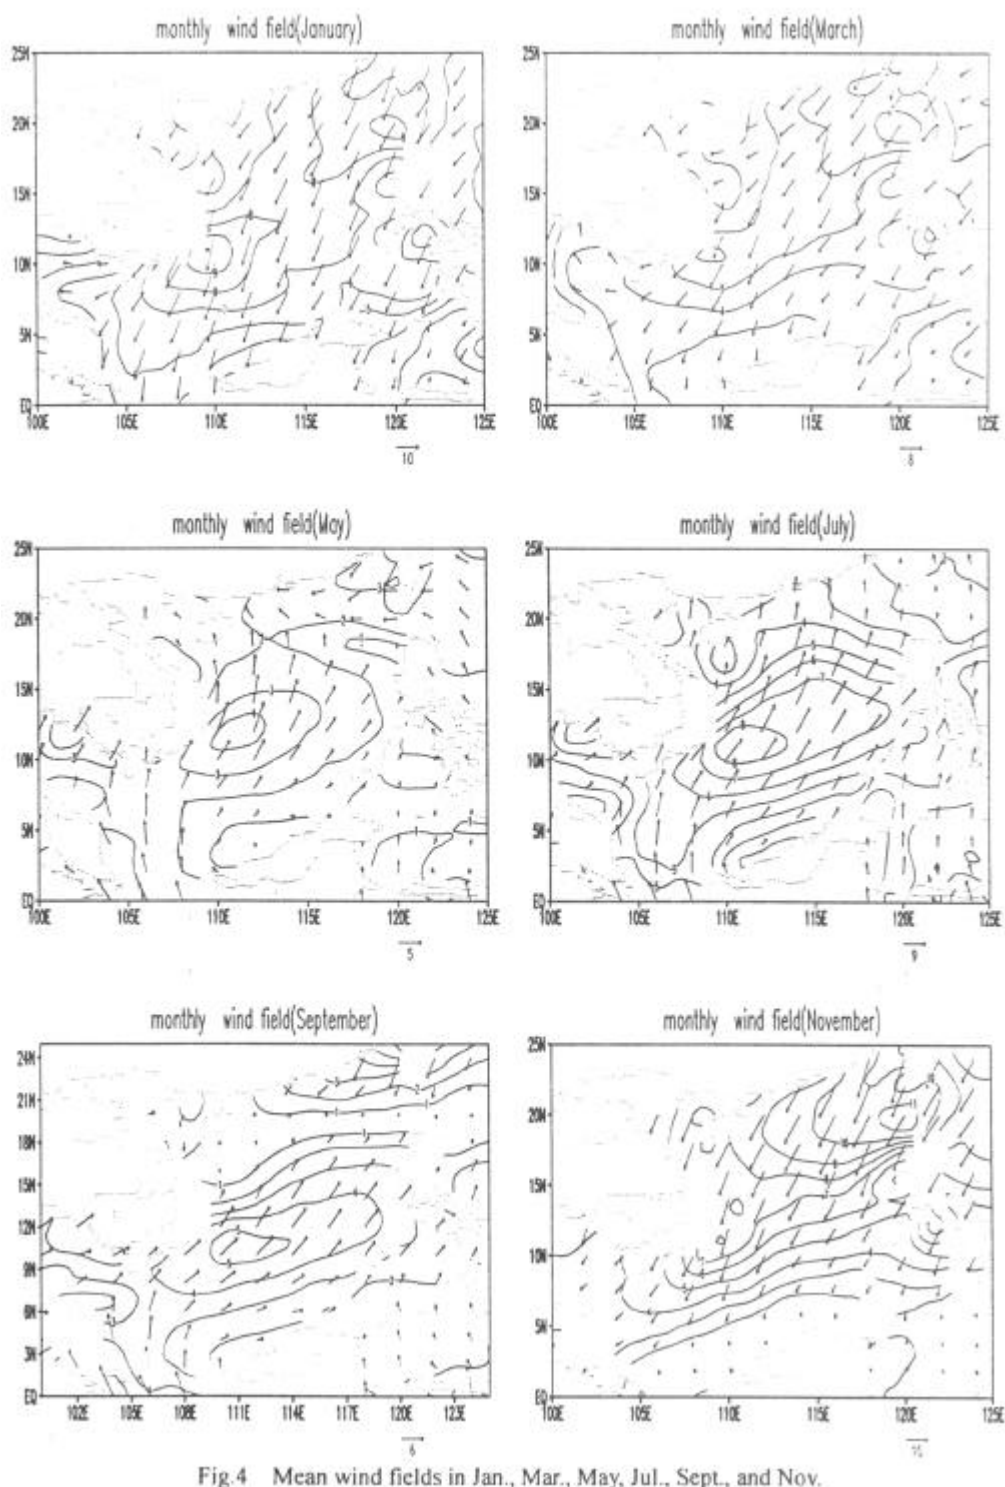 monthly wind field(January)
monthly wind field(March)
25N
20N
15N
10N
5N
EQ
100E 105E 110E 115E 120E 125E
10
25N
20N
15N
10N
5N
EQ
100E 105E 110E 115E 120E 125E
8
monthly wind field(May)
monthly wind field(July)
25N
20N
15N
10N
5N
EQ
100E 105E 110E 115E 120E 125E
5
25N
20N
15N
10N
5N
EQ
100E 105E 110E 115E 120E 125E
9
monthly wind field(September)
monthly wind field(November)
24N
21N
18N
15N
12N
9N
6N
3N
EQ
102E 105E 108E 111E 114E 117E 120E 123E
6
25N
20N
15N
10N
5N
EQ
100E 105E 110E 115E 120E 125E
Fig.4 Mean wind fields in Jan., Mar., May, Jul., Sept., and Nov.